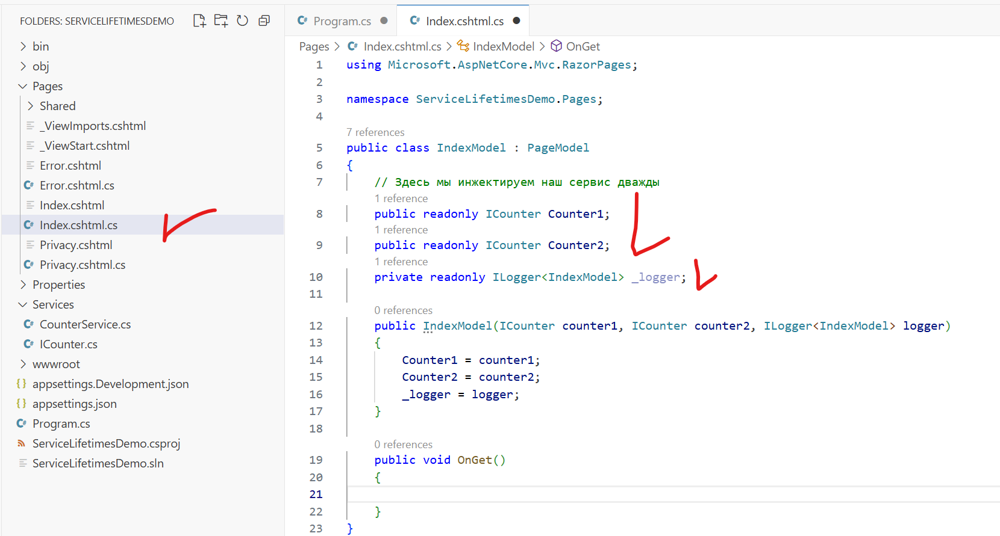 FOLDERS: SERVICELIFETIMESDEMO
bin
obj
Pages
Shared
_ViewImports.cshtml
_ViewStart.cshtml
Error.cshtml
Error.cshtml.cs
Index.cshtml
Index.cshtml.cs
Privacy.cshtml
Privacy.cshtml.cs
Properties
Services
CounterService.cs
ICounter.cs
wwwroot
appsettings.Development.json
appsettings.json
Program.cs
ServiceLifetimesDemo.csproj
ServiceLifetimesDemo.sln
Program.cs Index.cshtml.cs
Pages > Index.cshtml.cs > IndexModel > OnGet
1 using Microsoft.AspNetCore.Mvc.RazorPages;
2
3 namespace ServiceLifetimesDemo.Pages;
4
7 references
5 public class IndexModel : PageModel
6 {
7 // Здесь мы инжектируем наш сервис дважды
1 reference
8 public readonly ICounter Counter1;
1 reference
9 public readonly ICounter Counter2;
1 reference
10 private readonly ILogger<IndexModel> _logger;
11
0 references
12 public IndexModel(ICounter counter1, ICounter counter2, ILogger<IndexModel> logger)
13 {
14 Counter1 = counter1;
15 Counter2 = counter2;
16 _logger = logger;
17 }
18
0 references
19 public void OnGet()
20 {
21
22 }
23 }